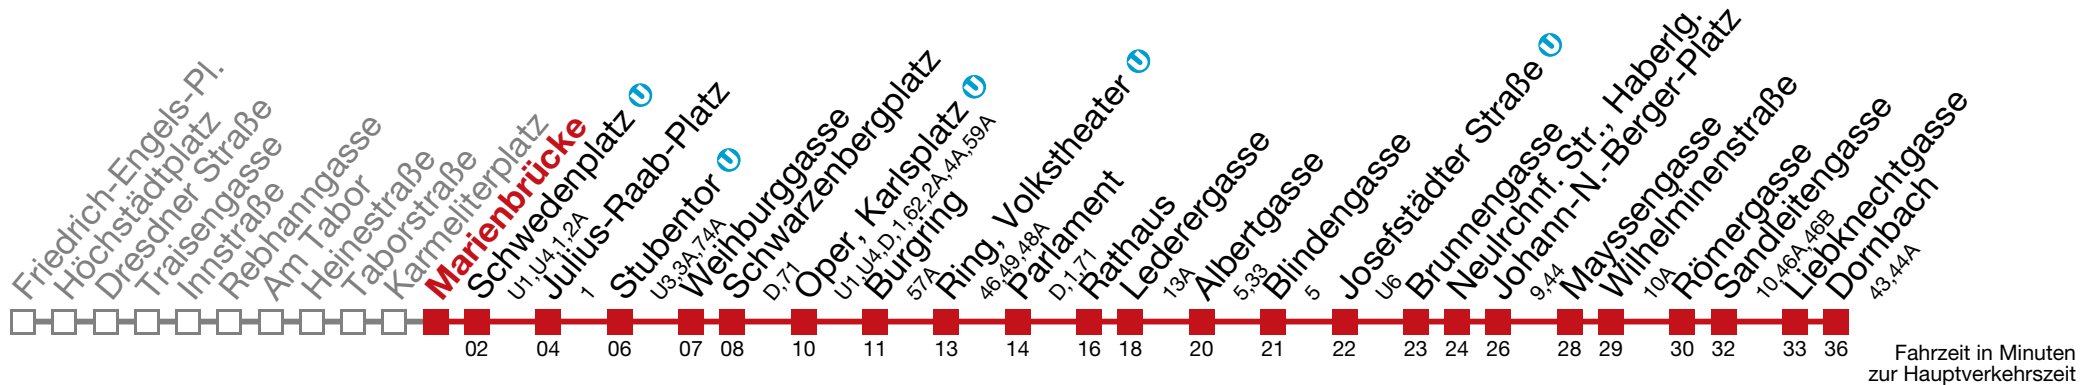 Friedrich-Engels-Pl.
Höchstädtplatz
Dresdner Straße
Traisengasse
Innstraße
Rebhanngasse
Am Tabor
Heinestraße
Taborstraße
Karmeliterplatz
Marienbrücke
Schwedenplatz U
U1,U4,1,2A
Julius-Raab-Platz
1
Stubentor U
U3,3A,74A
Weihburggasse
Schwarzenbergplatz
D,71
Oper, Karlsplatz U
U1,U4,D,1,62,2A,4A,59A
Burgring
57A
Ring, Volkstheater U
46,49,48A
Parlament
D,1,71
Rathaus
Lederergasse
13A
Albertgasse
5,33
Blindengasse
5
Josefstädter Straße U
U6
Brunnengasse
Neulrchnf. Str., Haberlg.
Johann-N.-Berger-Platz
9,44
Mayssengasse
Wilhelminenstraße
10A
Römergasse
Sandleitengasse
10,46A,46B
Liebknechtgasse
Dornbach
43,44A
02 04 06 07 08 10 11 13 14 16 18 20 21 22 23 24 26 28 29 30 32 33 36
Fahrzeit in Minuten
zur Hauptverkehrszeit